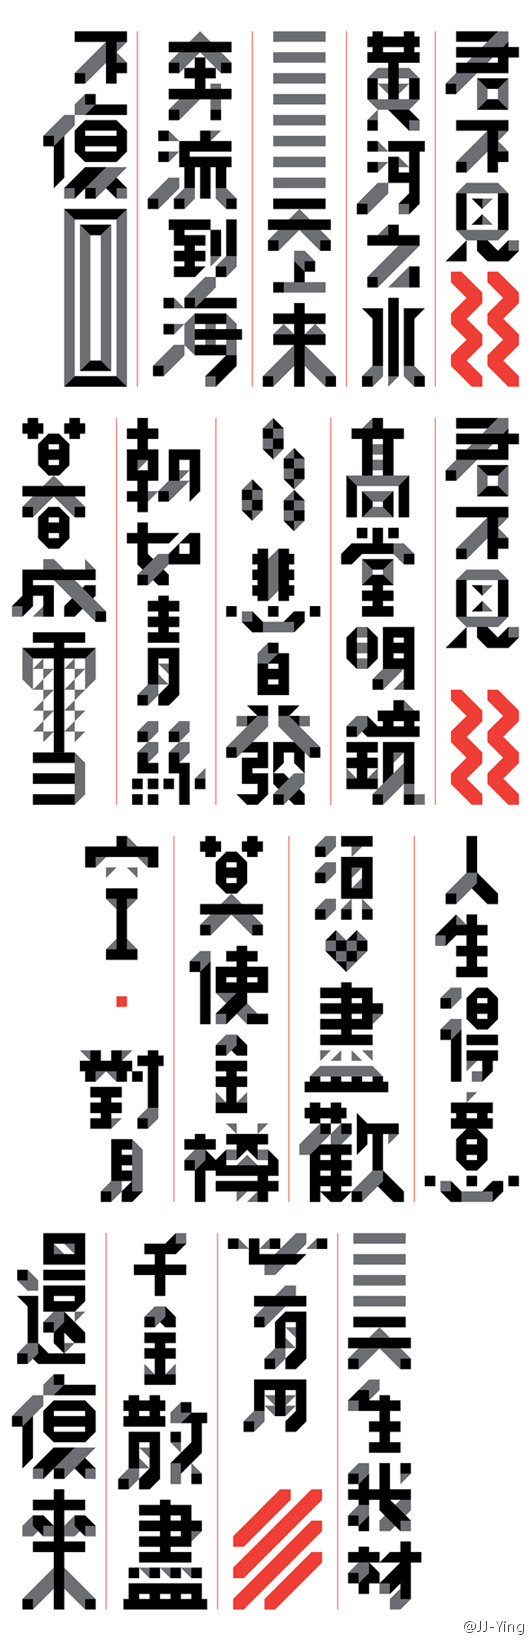 君不見
黃河之水
天上来
奔流到海
不復回
君不見
髙堂明鏡
悲白發
朝如青絲
暮成雪
人生得意
須盡歡
莫使金樽
空對月
天生我材
必有用
千金散盡
還復来
@JJ-Ying